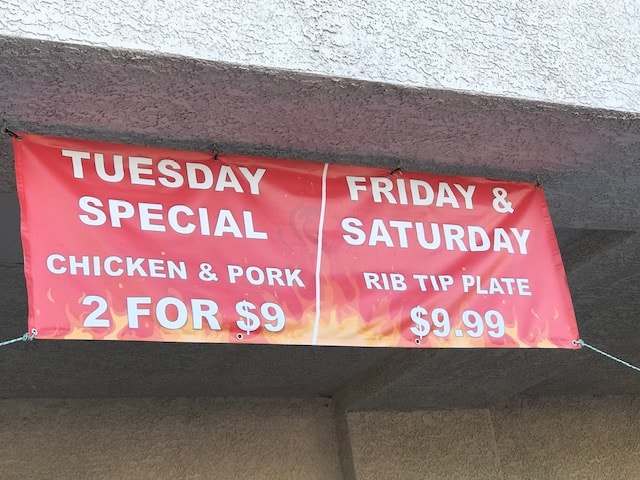 TUESDAY
SPECIAL
CHICKEN & PORK
2 FOR $9
FRIDAY &
SATURDAY
RIB TIP PLATE
$9.99